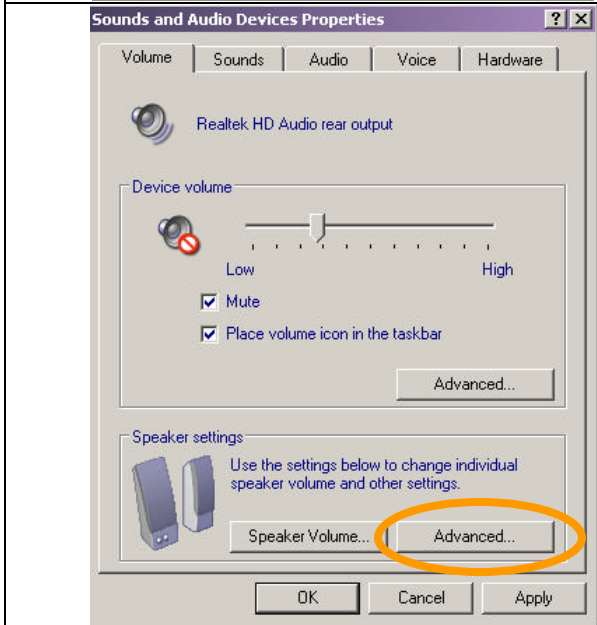 Sounds and Audio Devices Properties
Volume Sounds Audio Voice Hardware
Realtek HD Audio rear output
Device volume
Low High
Mute
Place volume icon in the taskbar
Advanced...
Speaker settings
Use the settings below to change individual
speaker volume and other settings.
Speaker Volume... Advanced...
OK Cancel Apply